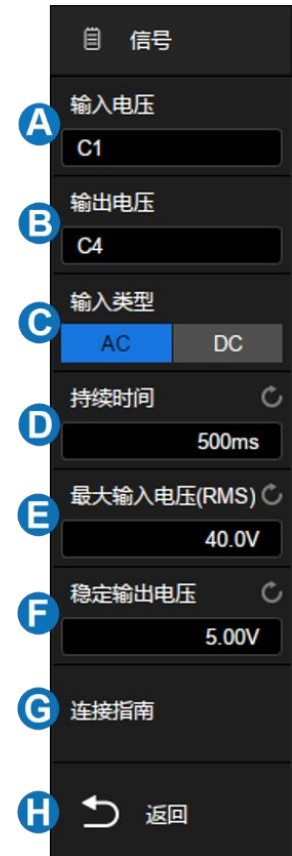 信号
A
输入电压
C1
B
输出电压
C4
C
输入类型
AC DC
D
持续时间
500ms
E
最大输入电压(RMS)
40.0V
F
稳定输出电压
5.00V
G
连接指南
H
返回